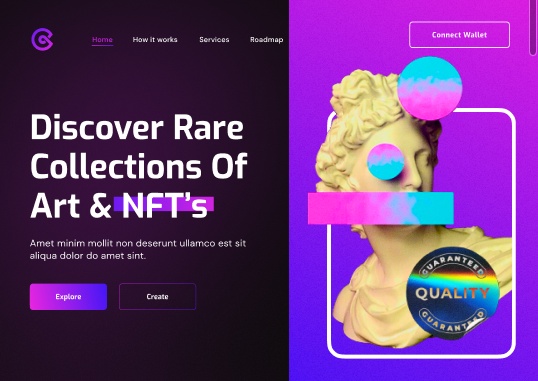 Home How it works Services Roadmap
Connect Wallet
Discover Rare
Collections Of
Art & NFT's
Amet minim mollit non deserunt ullamco est sit
aliqua dolor do amet sint.
Explore Create
GUARANTEED
QUALITY
GUARANTEED